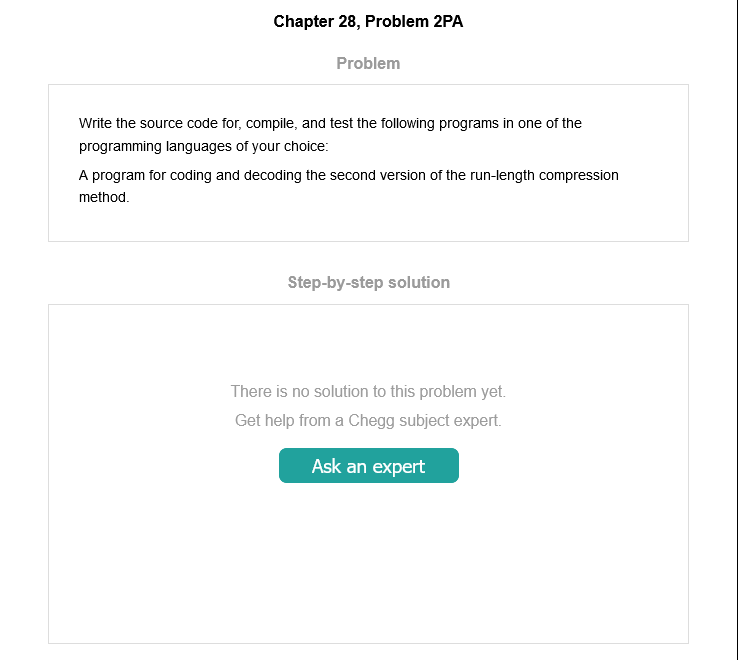 Chapter 28, Problem 2PA
Problem
Write the source code for, compile, and test the following programs in one of the
programming languages of your choice:
A program for coding and decoding the second version of the run-length compression
method.
Step-by-step solution
There is no solution to this problem yet.
Get help from a Chegg subject expert.
Ask an expert